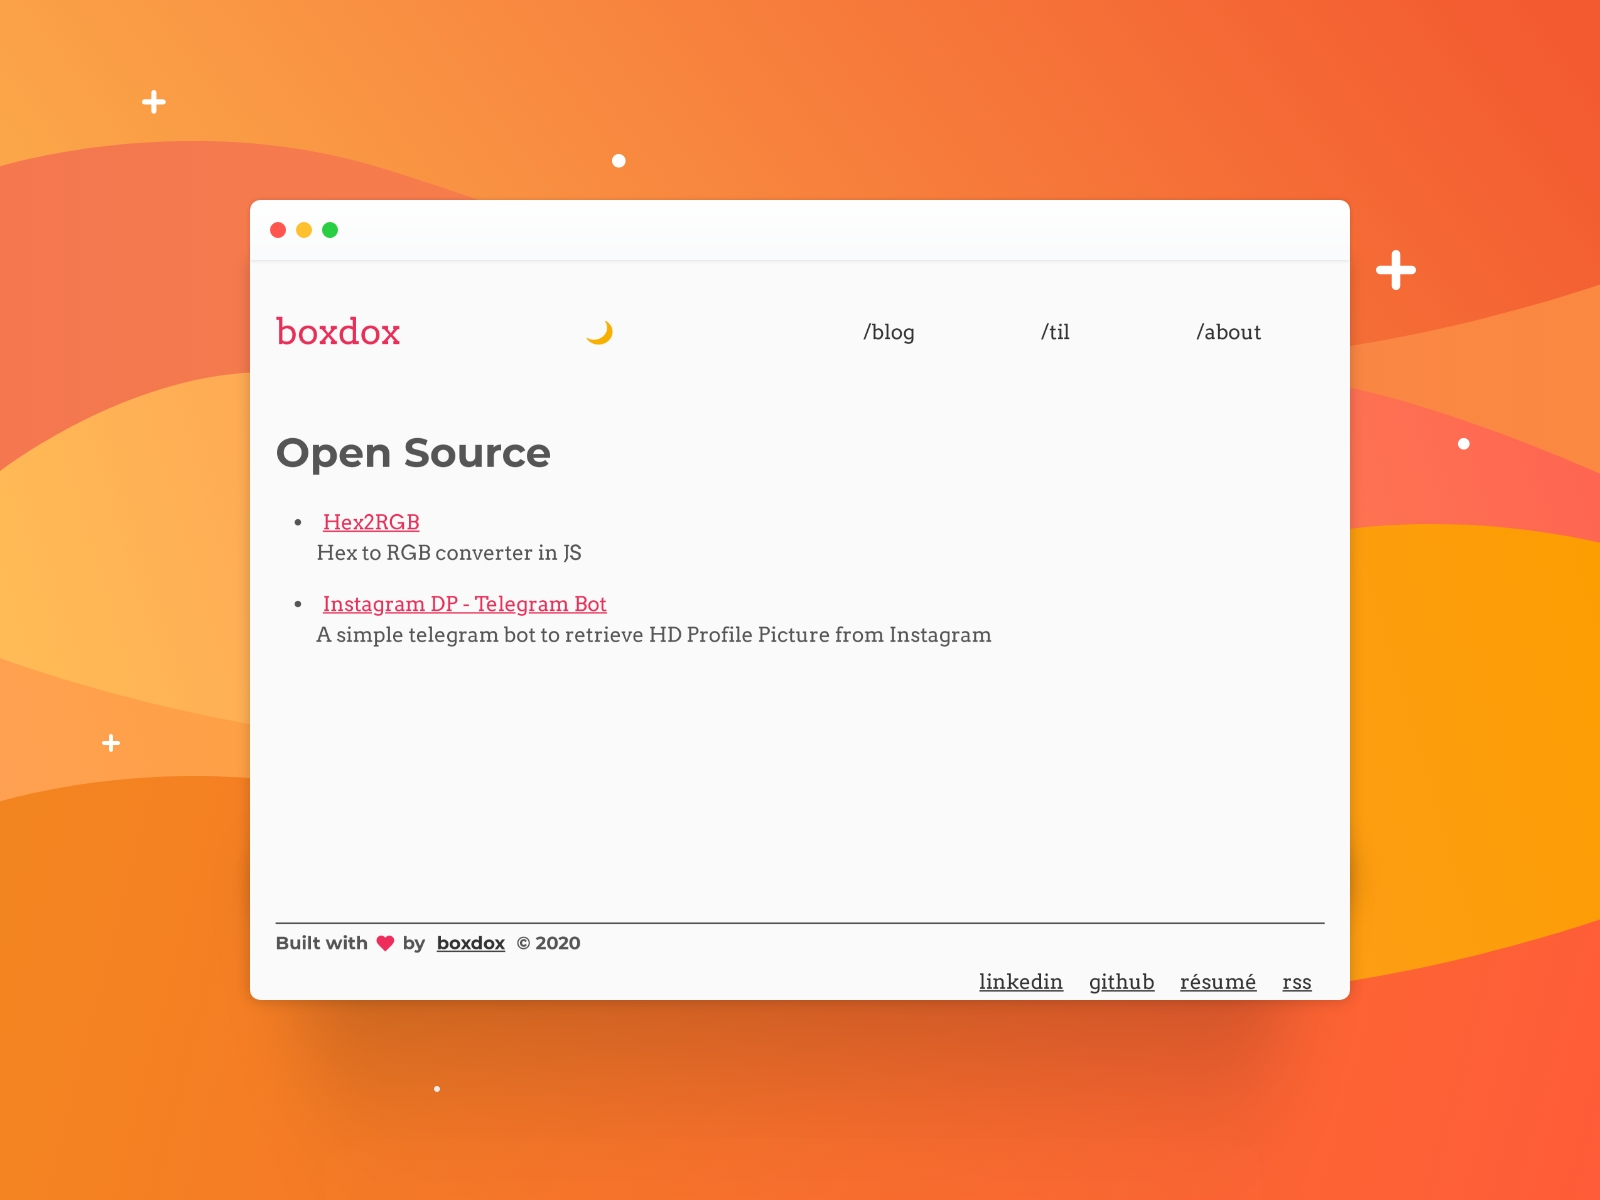 boxdox 🌙 /blog /til /about
Open Source
• Hex2RGB
Hex to RGB converter in JS
• Instagram DP - Telegram Bot
A simple telegram bot to retrieve HD Profile Picture from Instagram
Built with ♥ by boxdox © 2020
linkedin github résumé rss